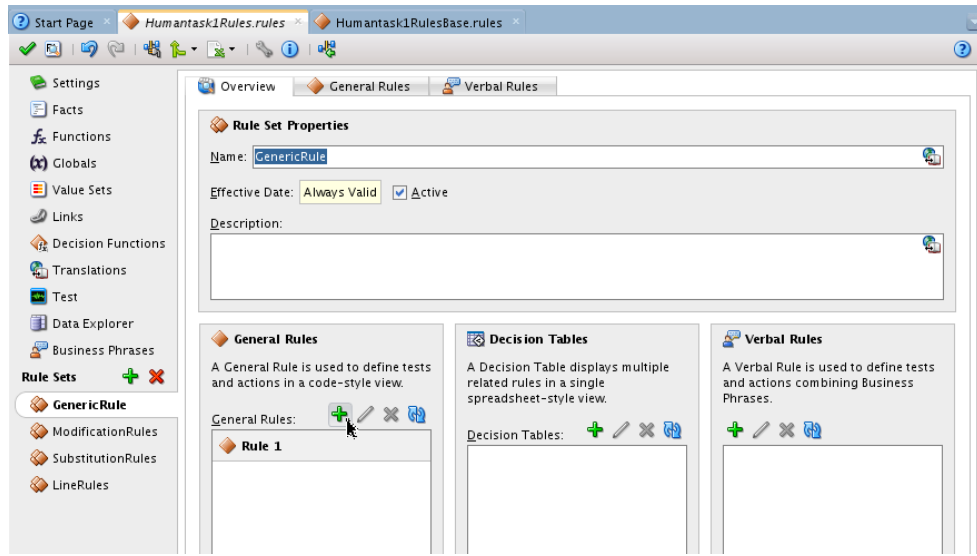 Start Page
Humantask1Rules.rules
Humantask1RulesBase.rules
Settings
Facts
Functions
Globals
Value Sets
Links
Decision Functions
Translations
Test
Data Explorer
Business Phrases
Rule Sets
GenericRule
ModificationRules
SubstitutionRules
LineRules
Overview
General Rules
Verbal Rules
Rule Set Properties
Name: GenericRule
Effective Date: Always Valid Active
Description:
General Rules
A General Rule is used to define tests
and actions in a code-style view.
General Rules:
Rule 1
Decision Tables
A Decision Table displays multiple
related rules in a single
spreadsheet-style view.
Decision Tables:
Verbal Rules
A Verbal Rule is used to define tests
and actions combining Business
Phrases.